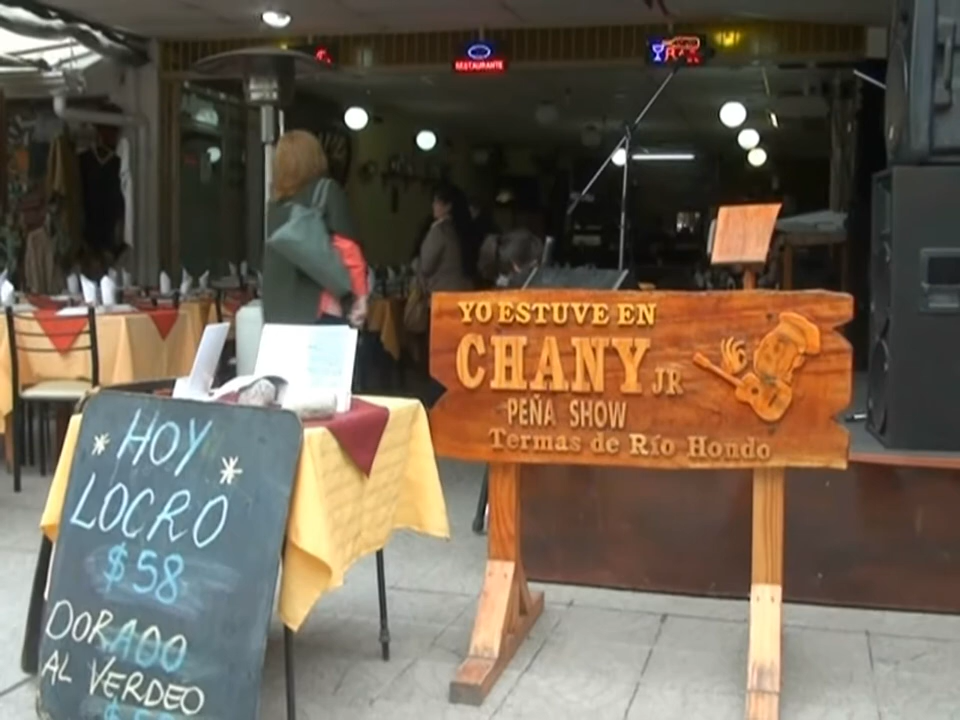 RESTAURANTE
YO ESTUVE EN
CHANY JR
PEÑA SHOW
Termas de Río Hondo
HOY
LOCRO
$58
DORADO
AL VERDEO